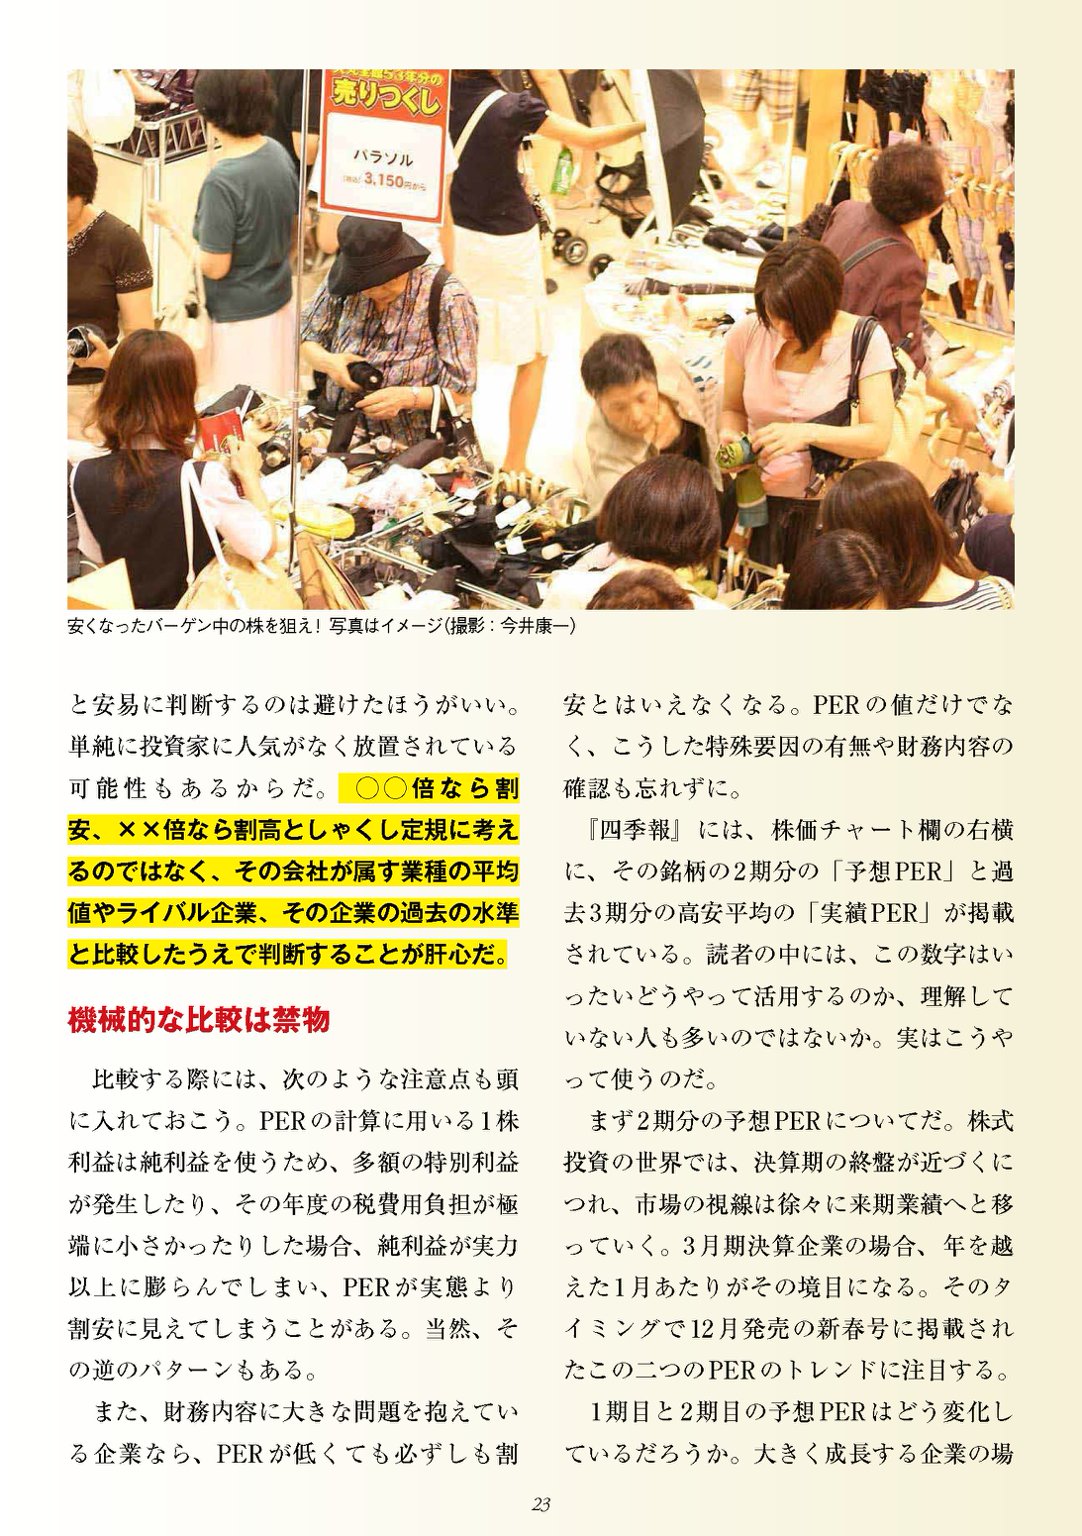 売りつくし
パラソル
(税込) 3,150円から
安くなったバーゲン中の株を狙え! 写真はイメージ(撮影:今井康一)
と安易に判断するのは避けたほうがいい。
単純に投資家に人気がなく放置されている
可能性もあるからだ。 ○○倍なら割
安、××倍なら割高としゃくし定規に考え
るのではなく、その会社が属す業種の平均
値やライバル企業、その企業の過去の水準
と比較したうえで判断することが肝心だ。
機械的な比較は禁物
比較する際には、次のような注意点も頭
に入れておこう。PERの計算に用いる1株
利益は純利益を使うため、多額の特別利益
が発生したり、その年度の税費用負担が極
端に小さかったりした場合、純利益が実力
以上に膨らんでしまい、PERが実態より
割安に見えてしまうことがある。当然、そ
の逆のパターンもある。
また、財務内容に大きな問題を抱えてい
る企業なら、PERが低くても必ずしも割
安とはいえなくなる。PERの値だけでな
く、こうした特殊要因の有無や財務内容の
確認も忘れずに。
『四季報』には、株価チャート欄の右横
に、その銘柄の2期分の「予想PER」と過
去3期分の高安平均の「実績PER」が掲載
されている。読者の中には、この数字はい
ったいどうやって活用するのか、理解して
いない人も多いのではないか。実はこうや
って使うのだ。
まず2期分の予想PERについてだ。株式
投資の世界では、決算期の終盤が近づくに
つれ、市場の視線は徐々に来期業績へと移
っていく。3月期決算企業の場合、年を越
えた1月あたりがその境目になる。そのタ
イミングで12月発売の新春号に掲載され
たこの二つのPERのトレンドに注目する。
1期目と2期目の予想PERはどう変化し
ているだろうか。大きく成長する企業の場
23